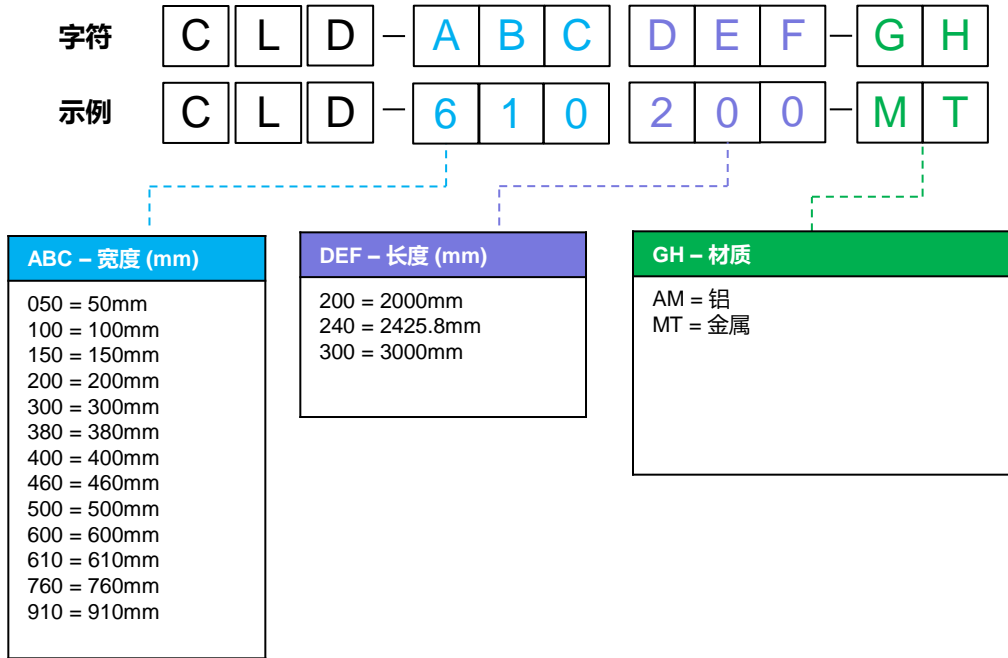 字符 C L D – A B C D E F – G H
示例 C L D – 6 1 0 2 0 0 – M T
ABC – 宽度 (mm)
050 = 50mm
100 = 100mm
150 = 150mm
200 = 200mm
300 = 300mm
380 = 380mm
400 = 400mm
460 = 460mm
500 = 500mm
600 = 600mm
610 = 610mm
760 = 760mm
910 = 910mm
DEF – 长度 (mm)
200 = 2000mm
240 = 2425.8mm
300 = 3000mm
GH – 材质
AM = 铝
MT = 金属